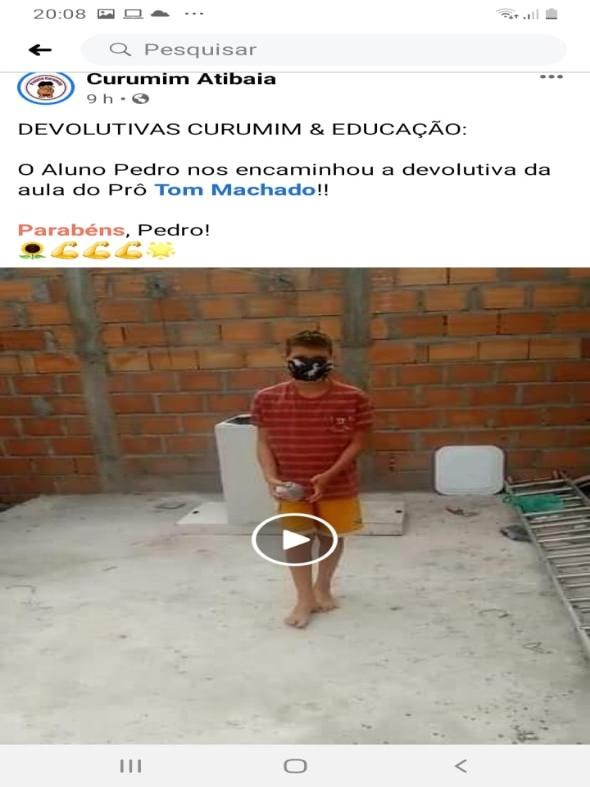 20:08
Pesquisar
Curumim Atibaia
9 h
DEVOLUTIVAS CURUMIM & EDUCAÇÃO:
O Aluno Pedro nos encaminhou a devolutiva da
aula do Prô Tom Machado!!
Parabéns, Pedro!